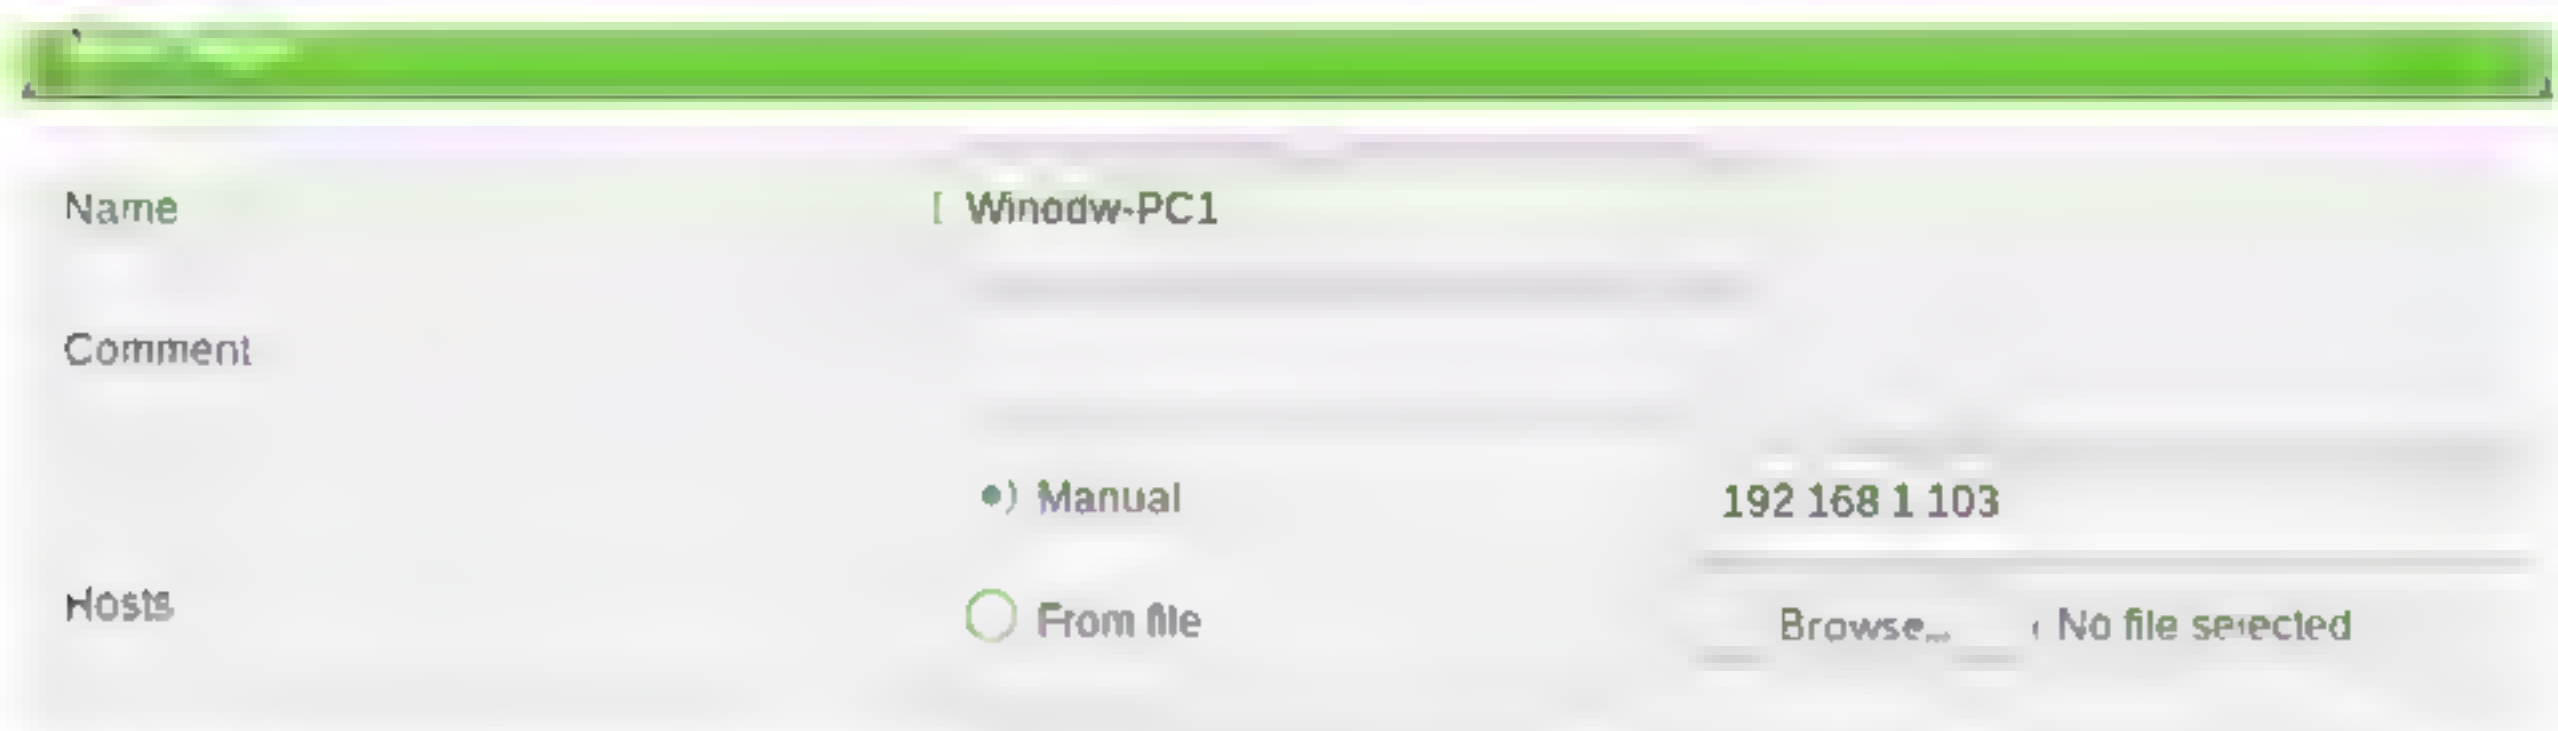 Name Winodw-PC1
Comment
Manual 192 168 1 103
Hosts
From file Browse... No file selected